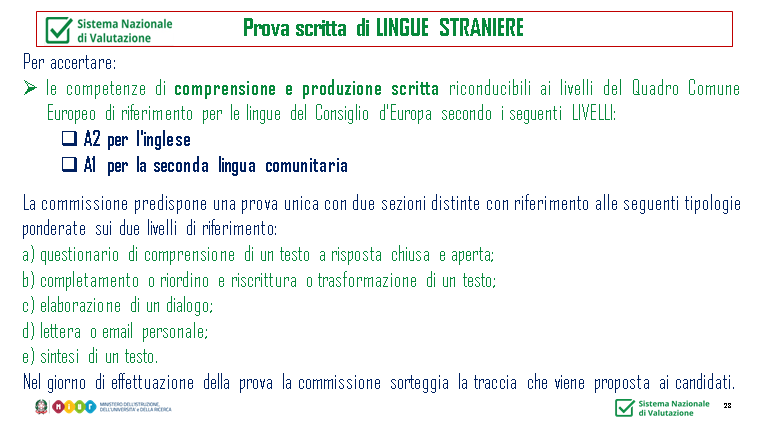 Sistema Nazionale
di Valutazione
Prova scritta di LINGUE STRANIERE
Per accertare:
le competenze di comprensione e produzione scritta riconducibili ai livelli del Quadro Comune
Europeo di riferimento per le lingue del Consiglio d'Europa secondo i seguenti LIVELLI:
A2 per l'inglese
A1 per la seconda lingua comunitaria
La commissione predispone una prova unica con due sezioni distinte con riferimento alle seguenti tipologie
ponderate sui due livelli di riferimento:
a) questionario di comprensione di un testo a risposta chiusa e aperta;
b) completamento o riordino e riscrittura o trasformazione di un testo;
c) elaborazione di un dialogo;
d) lettera o email personale;
e) sintesi di un testo.
Nel giorno di effettuazione della prova la commissione sorteggia la traccia che viene proposta ai candidati.
MIUR
MINISTERO DELL'ISTRUZIONE,
DELL'UNIVERSITA' E DELLA RICERCA
Sistema Nazionale
di Valutazione
28